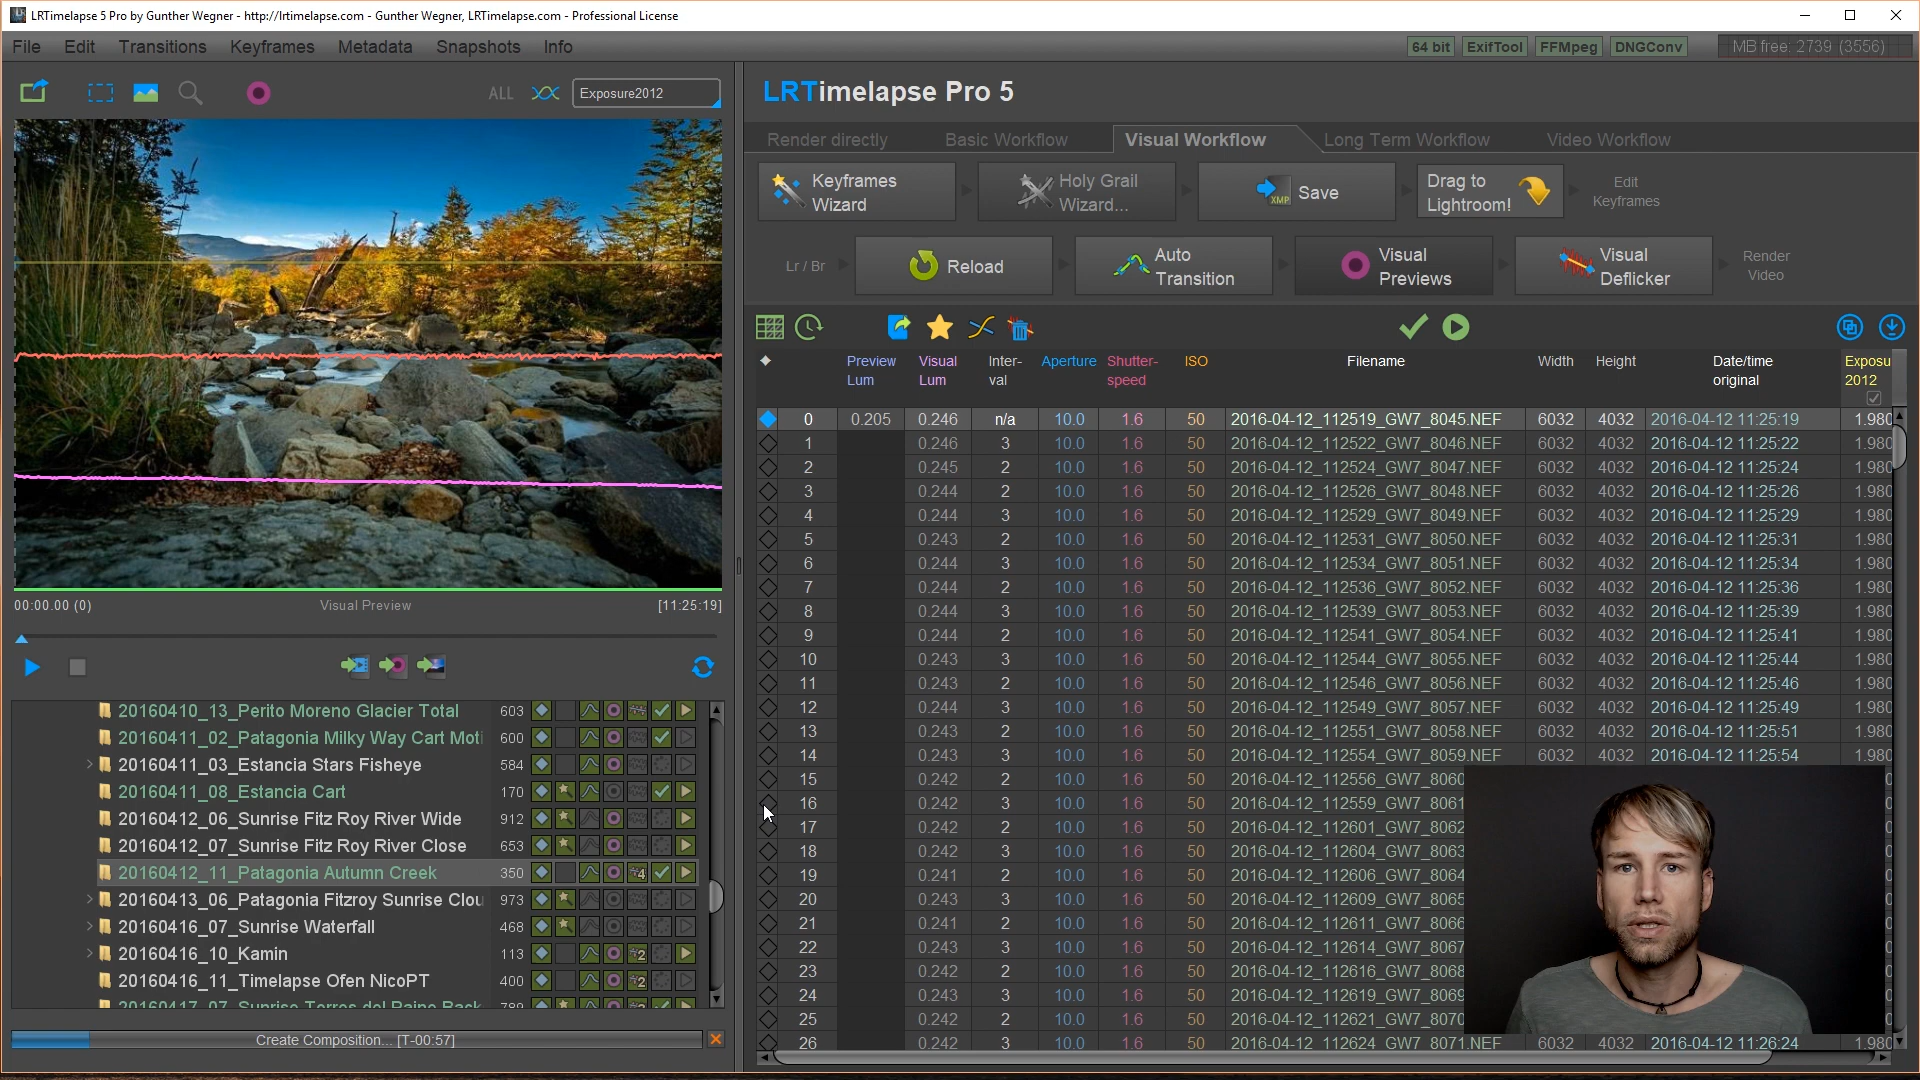 LRTimelapse 5 Pro by Gunther Wegner - http://lrtimelapse.com - Gunther Wegner, LRTimelapse.com - Professional License
File Edit Transitions Keyframes Metadata Snapshots Info
64 bit ExifTool FFMpeg DNGConv MB free: 2739 (3556)
ALL Exposure2012
LRTimelapse Pro 5
Render directly Basic Workflow Visual Workflow Long Term Workflow Video Workflow
Keyframes Wizard
Holy Grail Wizard...
XMP Save
Drag to Lightroom!
Edit Keyframes
Lr / Br
Reload
Auto Transition
Visual Previews
Visual Deflicker
Render Video
00:00.00 (0) Visual Preview [11:25:19]
20160410_13_Perito Moreno Glacier Total 603
20160411_02_Patagonia Milky Way Cart Moti 600
20160411_03_Estancia Stars Fisheye 584
20160411_08_Estancia Cart 170
20160412_06_Sunrise Fitz Roy River Wide 912
20160412_07_Sunrise Fitz Roy River Close 653
20160412_11_Patagonia Autumn Creek 350 4
20160413_06_Patagonia Fitzroy Sunrise Clou 973
20160416_07_Sunrise Waterfall 468
20160416_10_Kamin 113 2
20160416_11_Timelapse Ofen NicoPT 400 2
20160417_07_Sunrise Torres del Paine Back 789
Create Composition... [T-00:57]
Preview Lum Visual Lum Inter-val Aperture Shutter-speed ISO Filename Width Height Date/time original Exposu 2012
0 0.205 0.246 n/a 10.0 1.6 50 2016-04-12_112519_GW7_8045.NEF 6032 4032 2016-04-12 11:25:19 1.980
1 0.246 3 10.0 1.6 50 2016-04-12_112522_GW7_8046.NEF 6032 4032 2016-04-12 11:25:22 1.980
2 0.245 2 10.0 1.6 50 2016-04-12_112524_GW7_8047.NEF 6032 4032 2016-04-12 11:25:24 1.980
3 0.244 2 10.0 1.6 50 2016-04-12_112526_GW7_8048.NEF 6032 4032 2016-04-12 11:25:26 1.980
4 0.244 3 10.0 1.6 50 2016-04-12_112529_GW7_8049.NEF 6032 4032 2016-04-12 11:25:29 1.980
5 0.243 2 10.0 1.6 50 2016-04-12_112531_GW7_8050.NEF 6032 4032 2016-04-12 11:25:31 1.980
6 0.244 3 10.0 1.6 50 2016-04-12_112534_GW7_8051.NEF 6032 4032 2016-04-12 11:25:34 1.980
7 0.244 2 10.0 1.6 50 2016-04-12_112536_GW7_8052.NEF 6032 4032 2016-04-12 11:25:36 1.980
8 0.244 3 10.0 1.6 50 2016-04-12_112539_GW7_8053.NEF 6032 4032 2016-04-12 11:25:39 1.980
9 0.244 2 10.0 1.6 50 2016-04-12_112541_GW7_8054.NEF 6032 4032 2016-04-12 11:25:41 1.980
10 0.243 3 10.0 1.6 50 2016-04-12_112544_GW7_8055.NEF 6032 4032 2016-04-12 11:25:44 1.980
11 0.243 2 10.0 1.6 50 2016-04-12_112546_GW7_8056.NEF 6032 4032 2016-04-12 11:25:46 1.980
12 0.243 3 10.0 1.6 50 2016-04-12_112549_GW7_8057.NEF 6032 4032 2016-04-12 11:25:49 1.980
13 0.243 2 10.0 1.6 50 2016-04-12_112551_GW7_8058.NEF 6032 4032 2016-04-12 11:25:51 1.980
14 0.243 3 10.0 1.6 50 2016-04-12_112554_GW7_8059.NEF 6032 4032 2016-04-12 11:25:54 1.980
15 0.242 2 10.0 1.6 50 2016-04-12_112556_GW7_8060
16 0.242 3 10.0 1.6 50 2016-04-12_112559_GW7_8061
17 0.242 2 10.0 1.6 50 2016-04-12_112601_GW7_8062
18 0.242 3 10.0 1.6 50 2016-04-12_112604_GW7_8063
19 0.241 2 10.0 1.6 50 2016-04-12_112606_GW7_8064
20 0.242 3 10.0 1.6 50 2016-04-12_112609_GW7_8065
21 0.241 2 10.0 1.6 50 2016-04-12_112611_GW7_8066
22 0.243 3 10.0 1.6 50 2016-04-12_112614_GW7_8067
23 0.242 2 10.0 1.6 50 2016-04-12_112616_GW7_8068
24 0.243 3 10.0 1.6 50 2016-04-12_112619_GW7_8069
25 0.242 2 10.0 1.6 50 2016-04-12_112621_GW7_8070
26 0.242 3 10.0 1.6 50 2016-04-12_112624_GW7_8071.NEF 6032 4032 2016-04-12 11:26:24 1.980